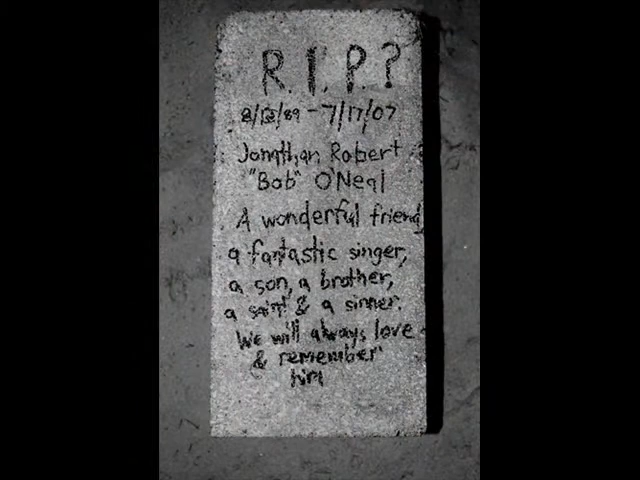 R.I.P.?
8/13/89 - 7/17/07
Jonathan Robert
"Bob" O'Neal
A wonderful friend,
a fantastic singer,
a son, a brother,
a saint & a sinner.
We will always love
& remember
him